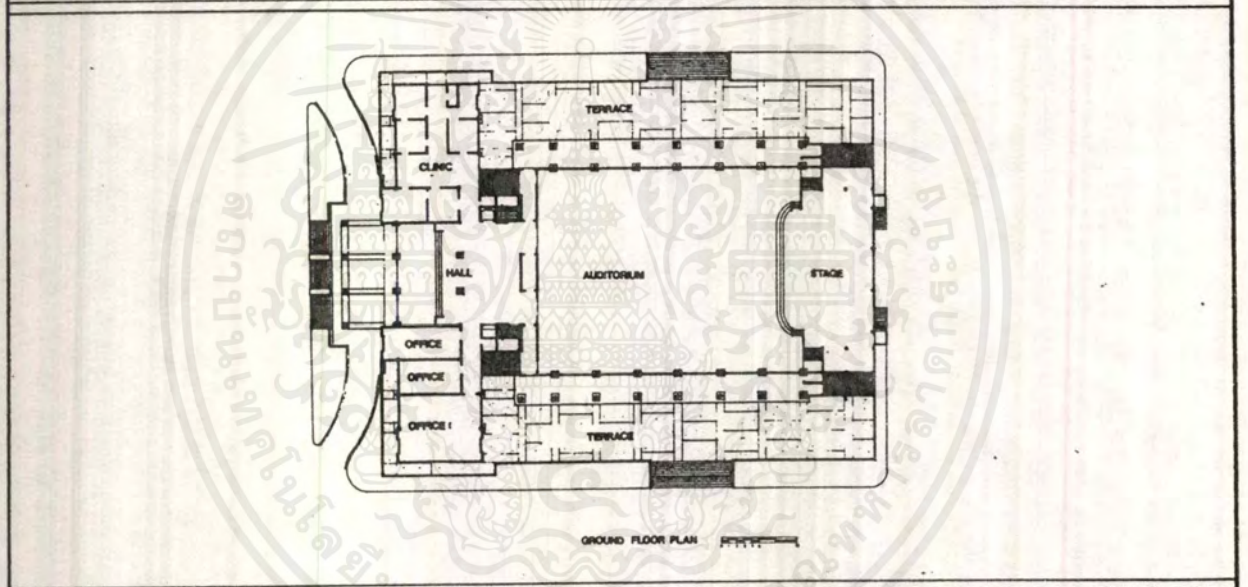 TERRACE
CLINIC
HALL
AUDITORIUM
STAGE
OFFICE
OFFICE
OFFICE
TERRACE
GROUND FLOOR PLAN